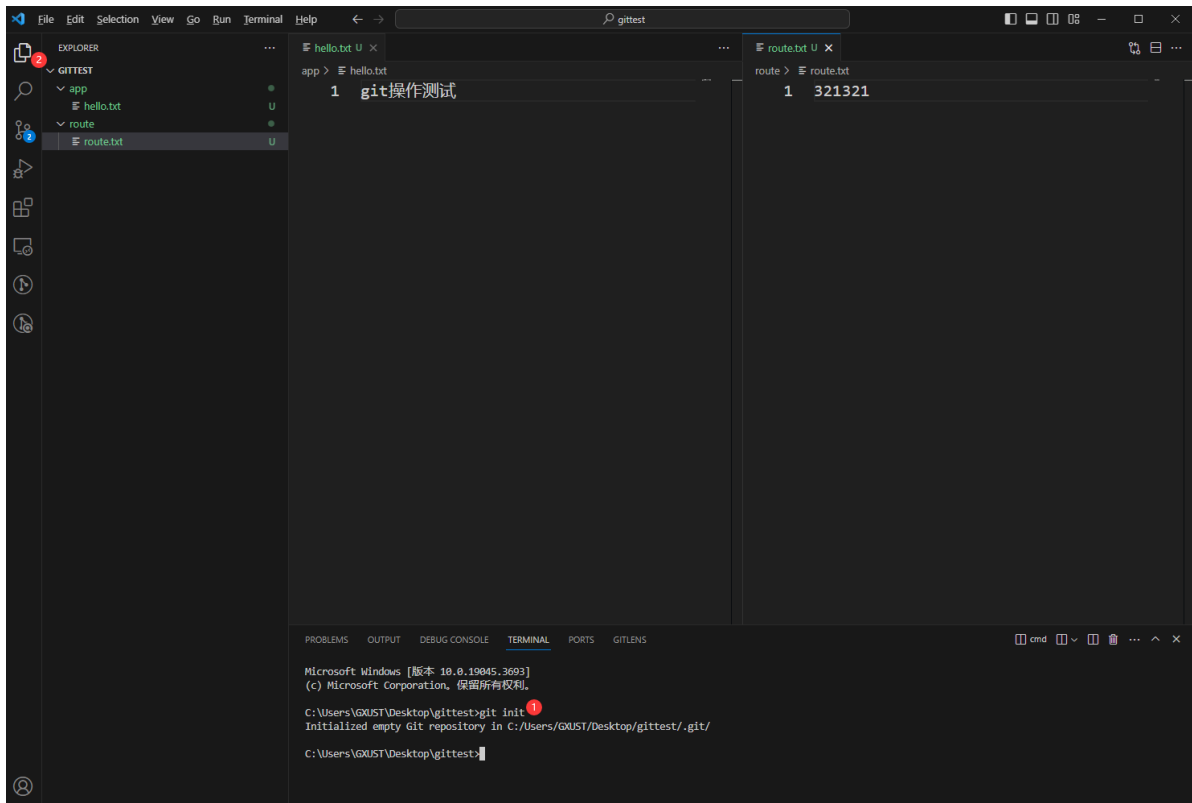 File Edit Selection View Go Run Terminal Help
gittest
EXPLORER
2
GITTEST
app
hello.txt U
route
route.txt U
2
hello.txt U
app > hello.txt
1 git操作测试
route.txt U
route > route.txt
1 321321
PROBLEMS OUTPUT DEBUG CONSOLE TERMINAL PORTS GITLENS
cmd
Microsoft Windows [版本 10.0.19045.3693]
(c) Microsoft Corporation。保留所有权利。
C:\Users\GXUST\Desktop\gittest>git init 1
Initialized empty Git repository in C:/Users/GXUST/Desktop/gittest/.git/
C:\Users\GXUST\Desktop\gittest>